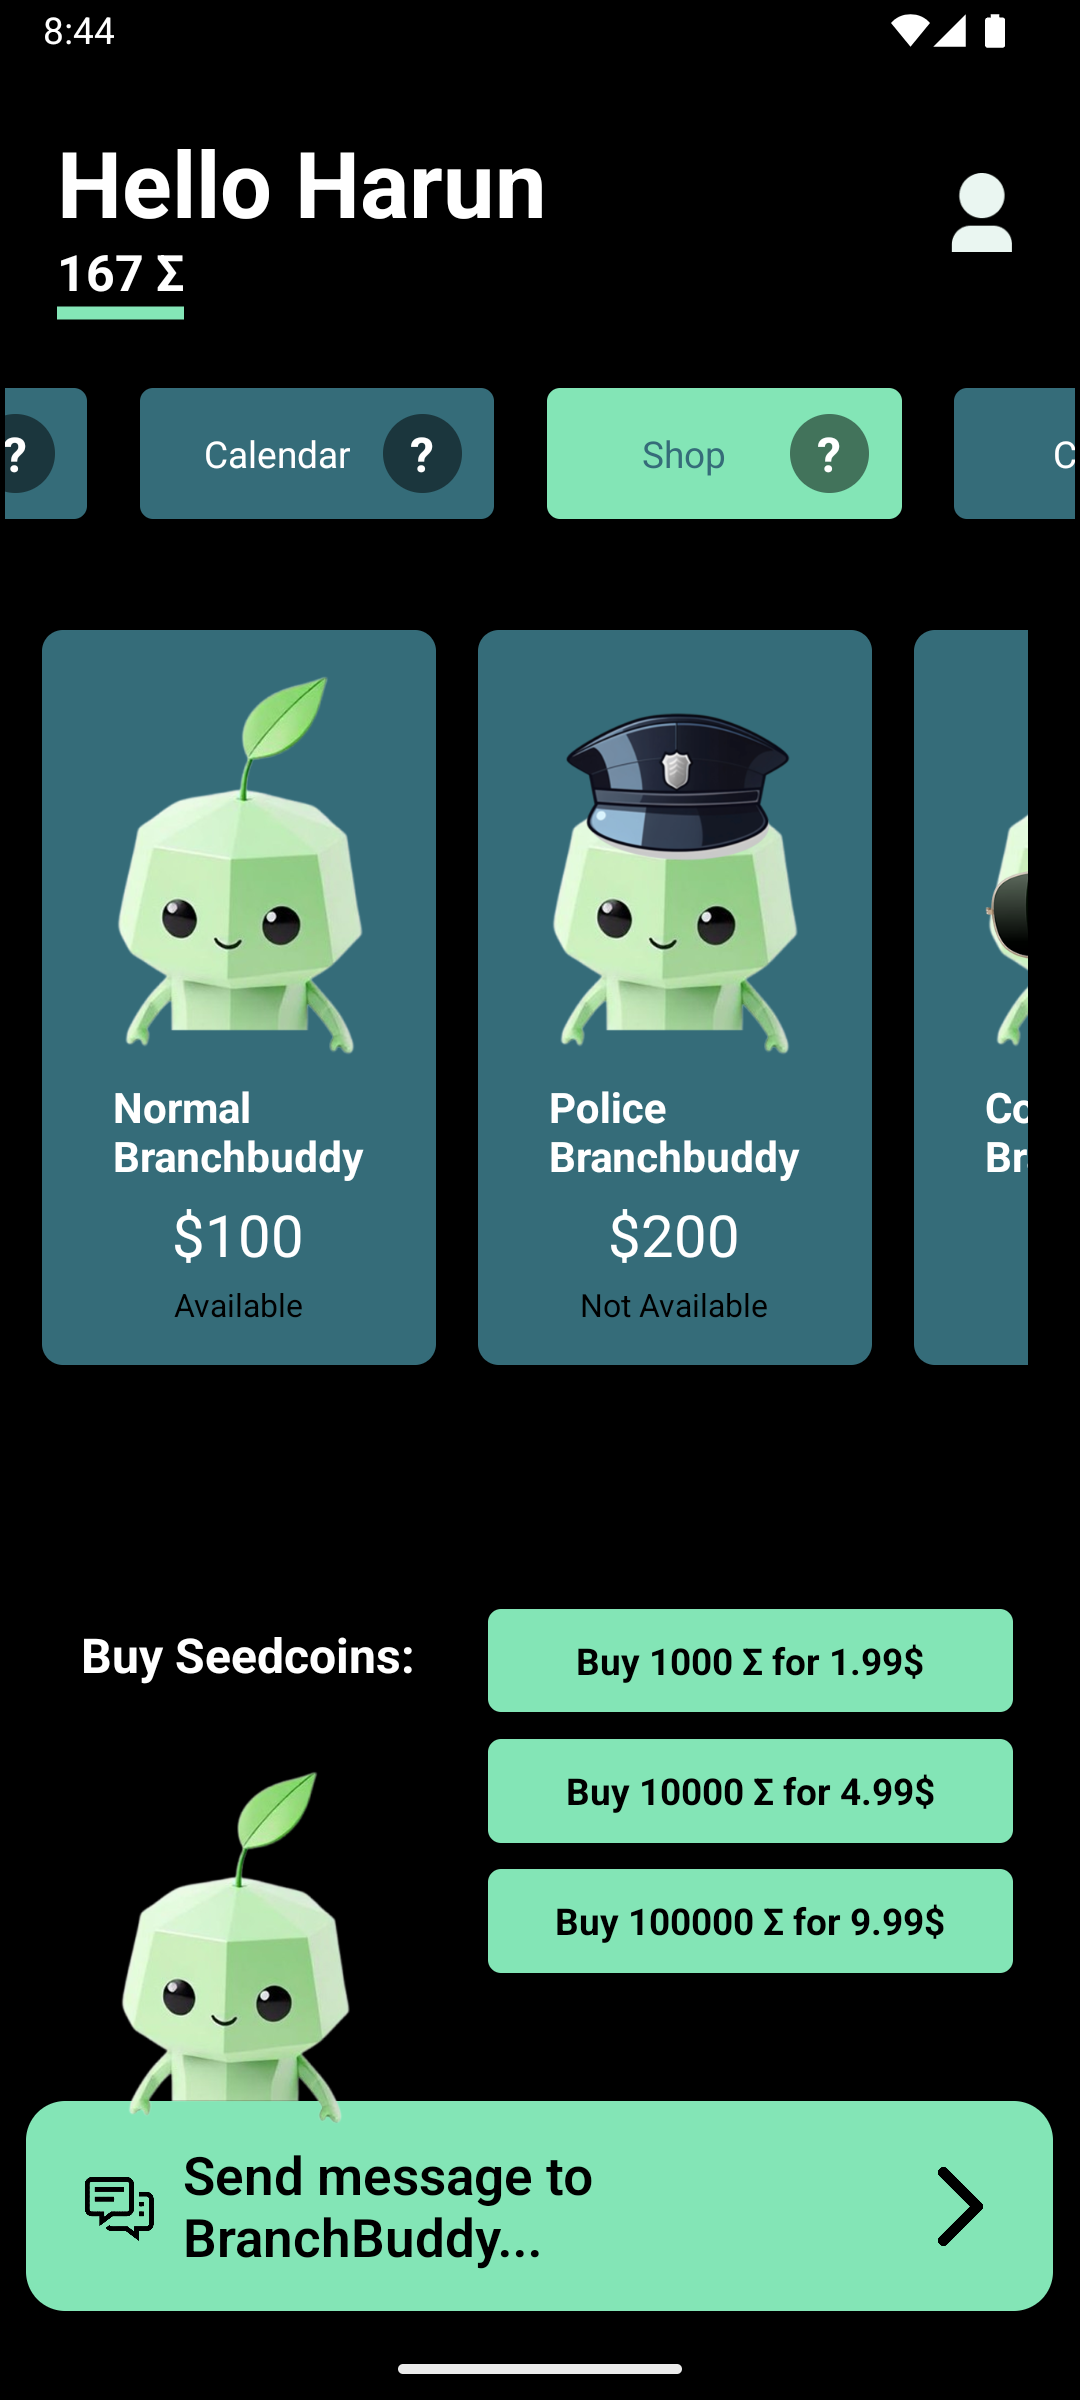 8:44
Hello Harun
167 Σ
?
Calendar ?
Shop ?
C
Normal
Branchbuddy
$100
Available
Police
Branchbuddy
$200
Not Available
Co
Br
Buy Seedcoins:
Buy 1000 Σ for 1.99$
Buy 10000 Σ for 4.99$
Buy 100000 Σ for 9.99$
Send message to
BranchBuddy...